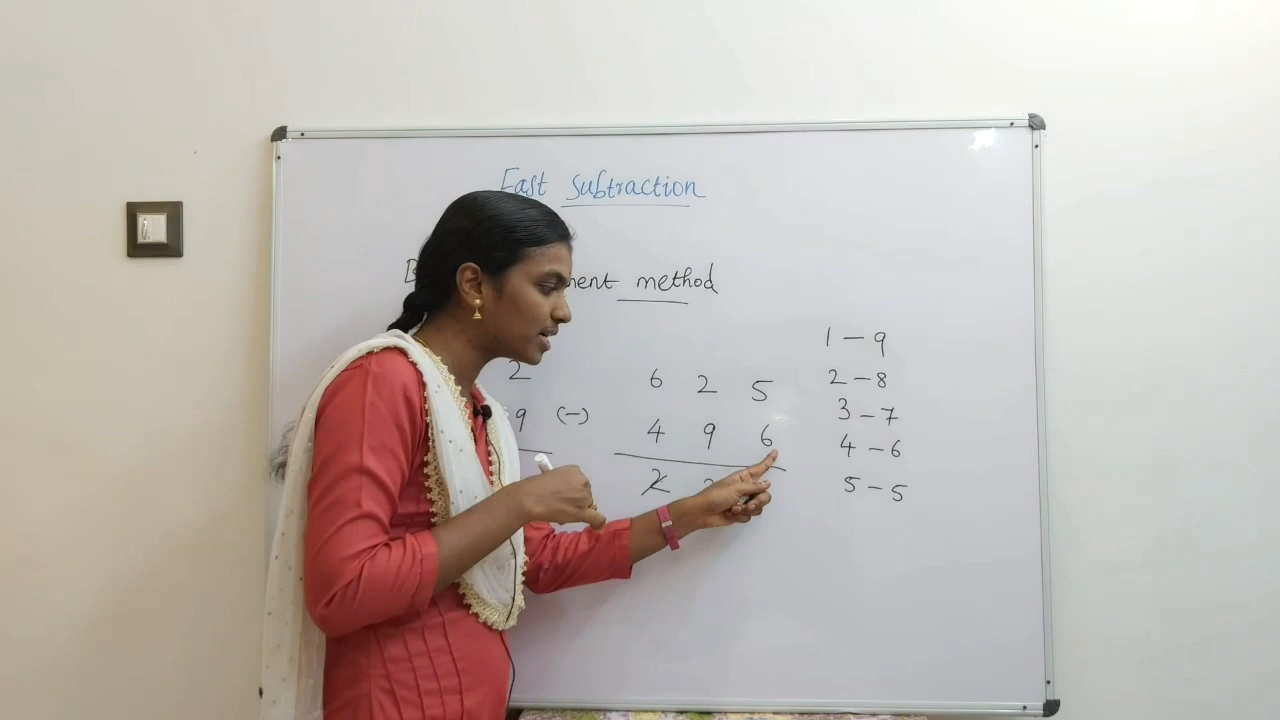 Fast Subtraction
method
2
9 (-)
6 2 5
4 9 6
2
1 - 9
2 - 8
3 - 7
4 - 6
5 - 5